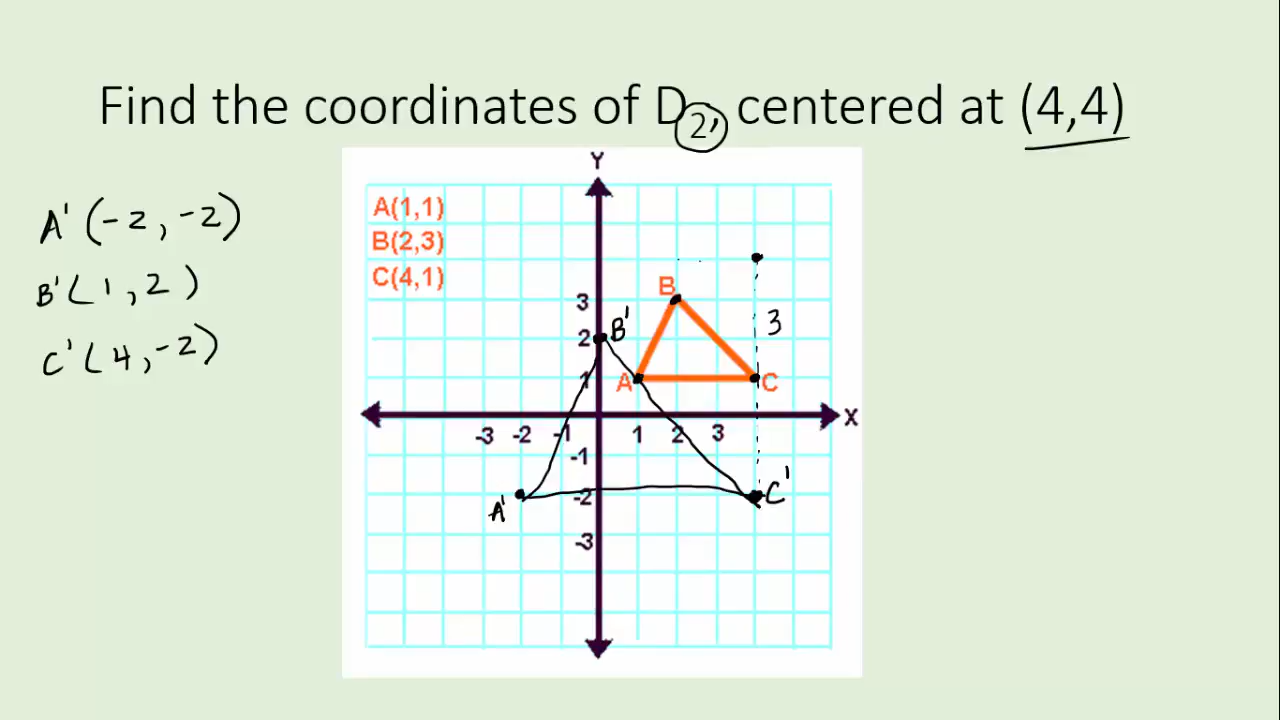 Find the coordinates of D2, centered at (4,4)
A'(-2,-2)
B'(1,2)
C'(4,-2)
Y
A(1,1)
B(2,3)
C(4,1)
B
3
3
2
B'
1
A
C
X
-3 -2 -1 1 2 3
-1
A'
-2
C'
-3